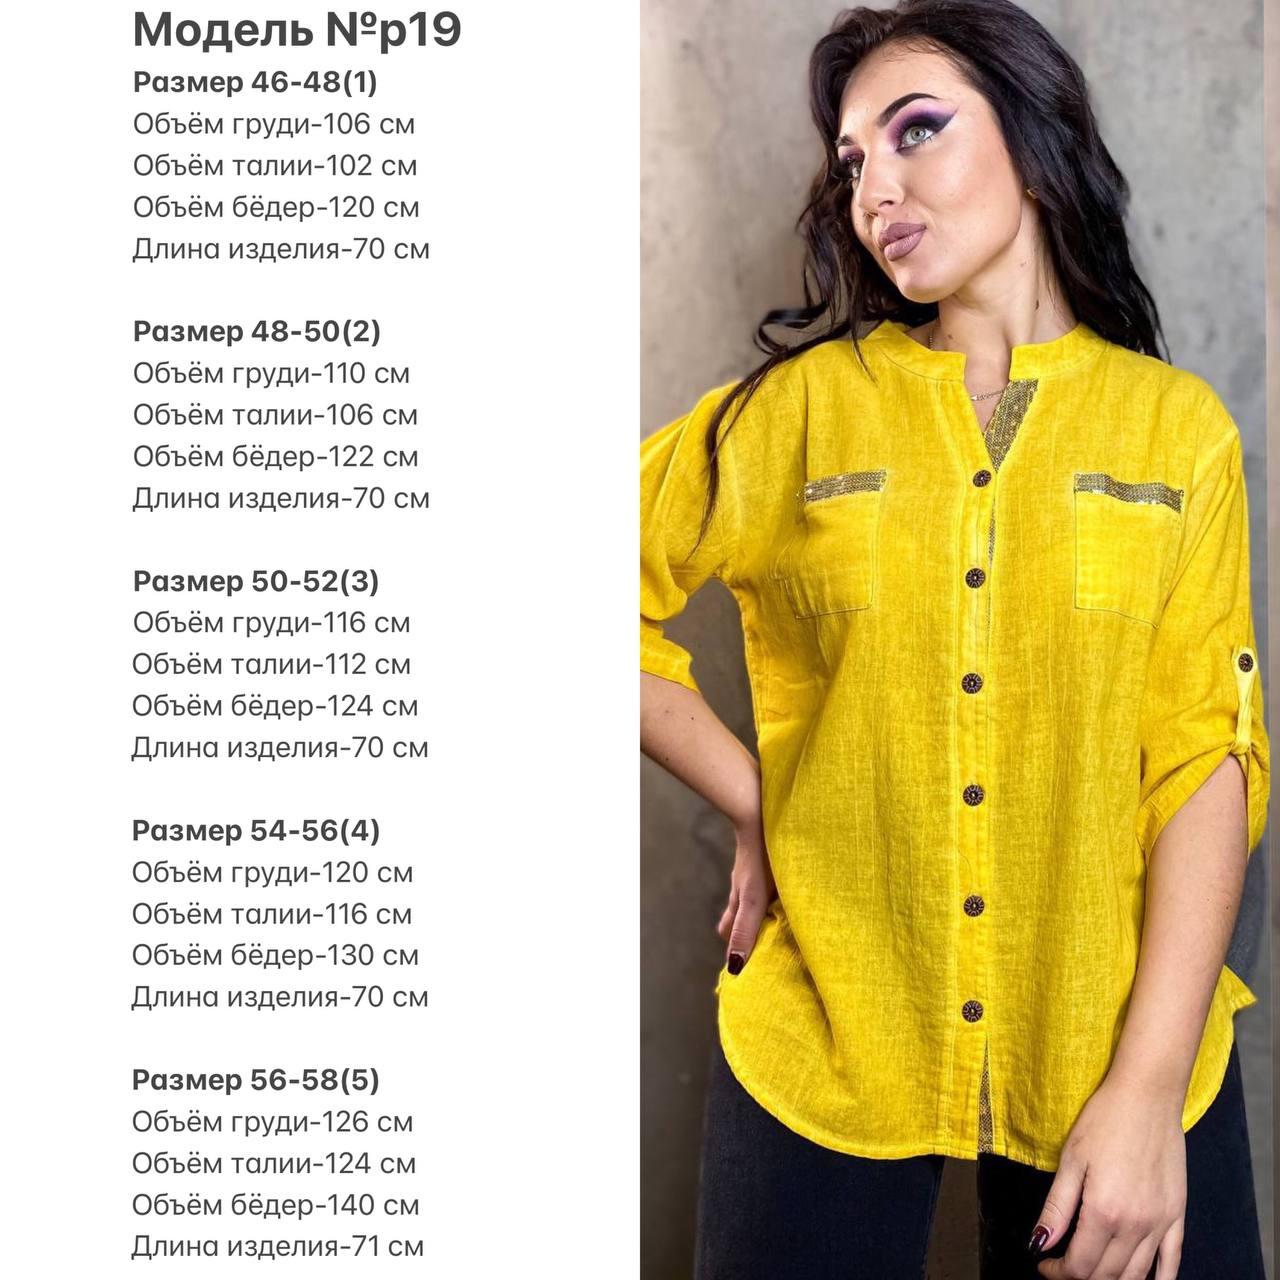 Модель №р19
Размер 46-48(1)
Объём груди-106 см
Объём талии-102 см
Объём бёдер-120 см
Длина изделия-70 см
Размер 48-50(2)
Объём груди-110 см
Объём талии-106 см
Объём бёдер-122 см
Длина изделия-70 см
Размер 50-52(3)
Объём груди-116 см
Объём талии-112 см
Объём бёдер-124 см
Длина изделия-70 см
Размер 54-56(4)
Объём груди-120 см
Объём талии-116 см
Объём бёдер-130 см
Длина изделия-70 см
Размер 56-58(5)
Объём груди-126 см
Объём талии-124 см
Объём бёдер-140 см
Длина изделия-71 см